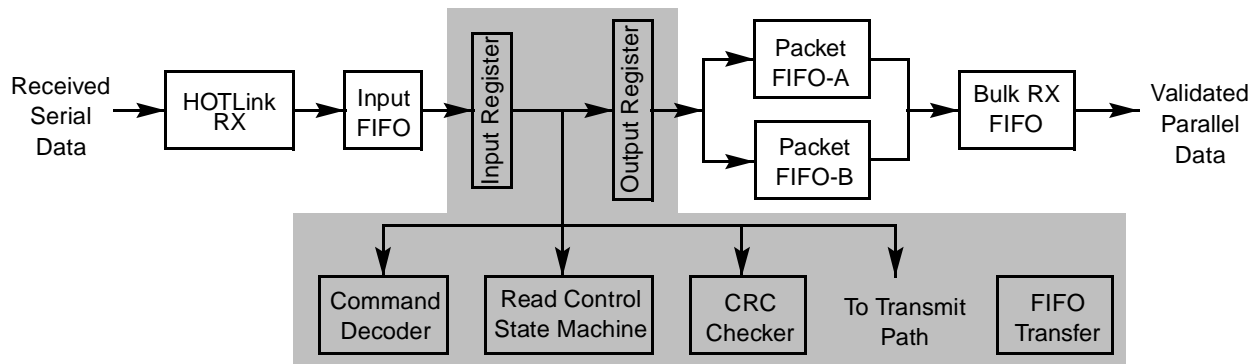 Received
Serial
Data
HOTLink
RX
Input
FIFO
Input Register
Output Register
Packet
FIFO-A
Packet
FIFO-B
Bulk RX
FIFO
Validated
Parallel
Data
Command
Decoder
Read Control
State Machine
CRC
Checker
To Transmit
Path
FIFO
Transfer